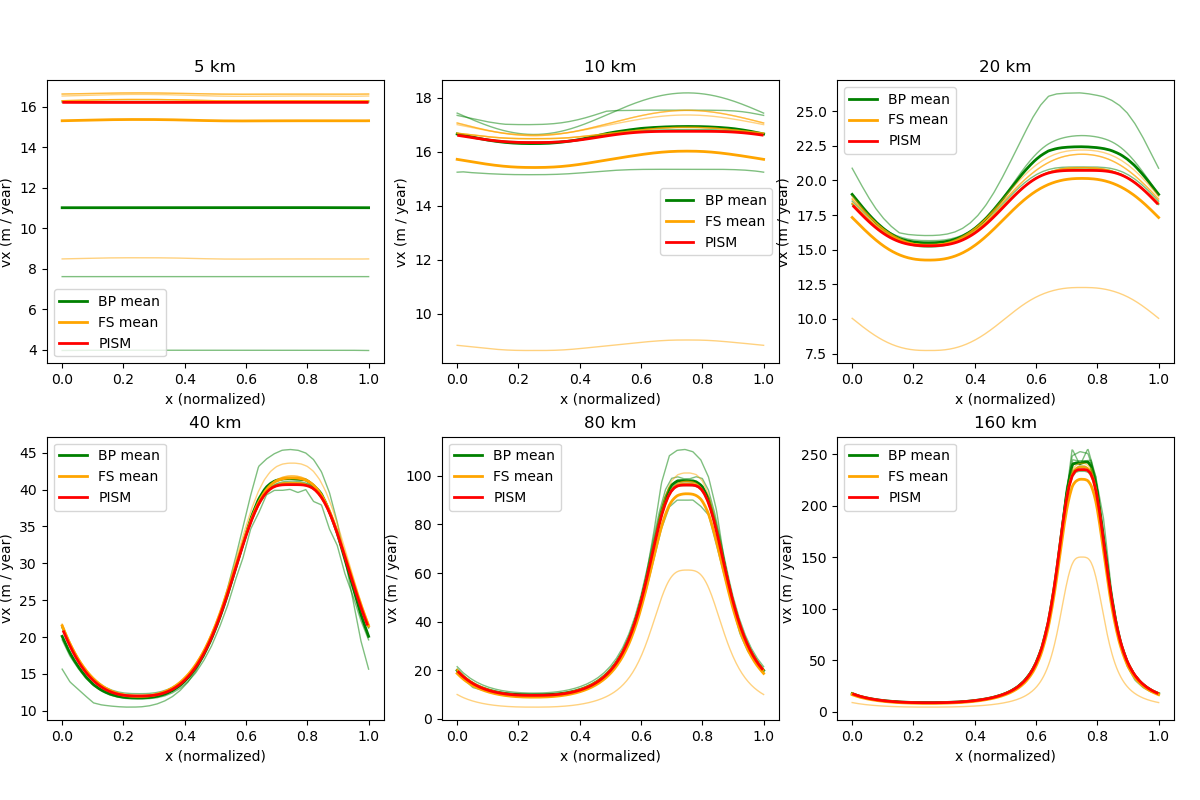 5 km
vx (m / year)
16
14
12
10
8
6
4
BP mean
FS mean
PISM
0.0 0.2 0.4 0.6 0.8 1.0
x (normalized)
10 km
vx (m / year)
18
16
14
12
10
BP mean
FS mean
PISM
0.0 0.2 0.4 0.6 0.8 1.0
x (normalized)
20 km
vx (m / year)
25.0
22.5
20.0
17.5
15.0
12.5
10.0
7.5
BP mean
FS mean
PISM
0.0 0.2 0.4 0.6 0.8 1.0
x (normalized)
40 km
vx (m / year)
45
40
35
30
25
20
15
10
BP mean
FS mean
PISM
0.0 0.2 0.4 0.6 0.8 1.0
x (normalized)
80 km
vx (m / year)
100
80
60
40
20
0
BP mean
FS mean
PISM
0.0 0.2 0.4 0.6 0.8 1.0
x (normalized)
160 km
vx (m / year)
250
200
150
100
50
0
BP mean
FS mean
PISM
0.0 0.2 0.4 0.6 0.8 1.0
x (normalized)